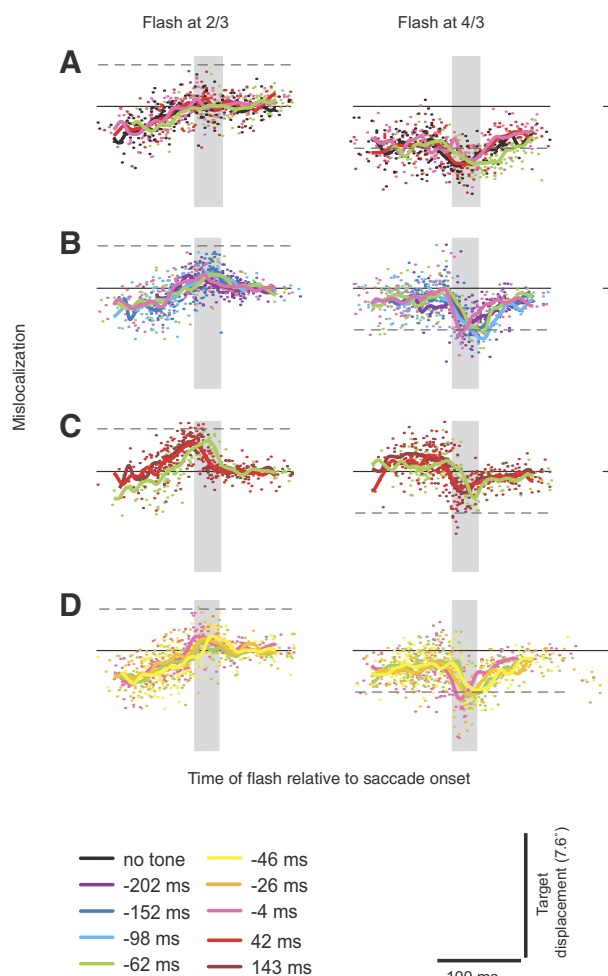 Flash at 2/3
Flash at 4/3
A
B
C
D
Mislocalization
Time of flash relative to saccade onset
no tone
-202 ms
-152 ms
-98 ms
-62 ms
-46 ms
-26 ms
-4 ms
42 ms
143 ms
Target
displacement (7.6°)
100 ms